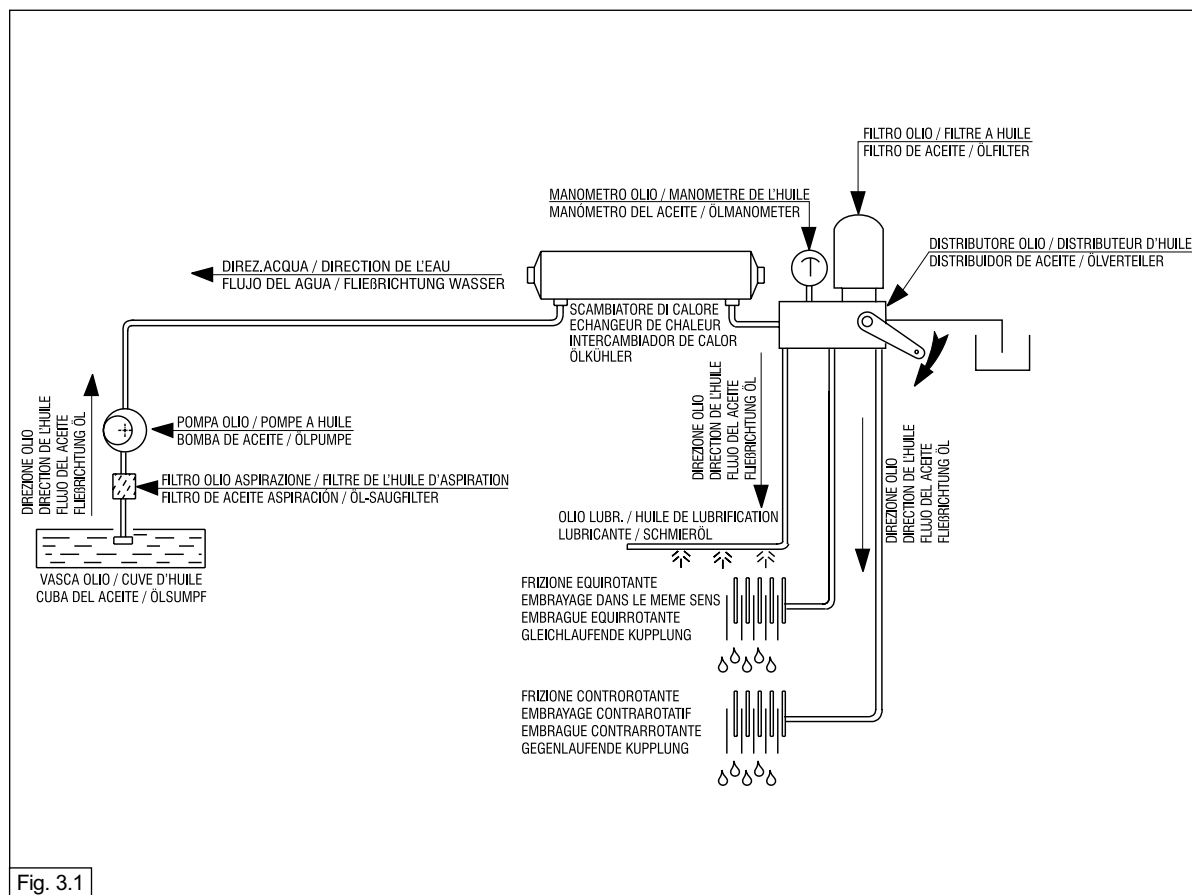 FILTRO OLIO / FILTRE A HUILE
FILTRO DE ACEITE / ÖLFILTER
MANOMETRO OLIO / MANOMETRE DE L'HUILE
MANÓMETRO DEL ACEITE / ÖLMANOMETER
DISTRIBUTORE OLIO / DISTRIBUTEUR D'HUILE
DISTRIBUIDOR DE ACEITE / ÖLVERTEILER
DIREZ.ACQUA / DIRECTION DE L'EAU
FLUJO DEL AGUA / FLIEßRICHTUNG WASSER
SCAMBIATORE DI CALORE
ECHANGEUR DE CHALEUR
INTERCAMBIADOR DE CALOR
ÖLKÜHLER
DIREZIONE OLIO
DIRECTION DE L'HUILE
FLUJO DEL ACEITE
FLIEßRICHTUNG ÖL
POMPA OLIO / POMPE A HUILE
BOMBA DE ACEITE / ÖLPUMPE
FILTRO OLIO ASPIRAZIONE / FILTRE DE L'HUILE D'ASPIRATION
FILTRO DE ACEITE ASPIRACIÓN / ÖL-SAUGFILTER
VASCA OLIO / CUVE D'HUILE
CUBA DEL ACEITE / ÖLSUMPF
DIREZIONE OLIO
DIRECTION DE L'HUILE
FLUJO DEL ACEITE
FLIEßRICHTUNG ÖL
DIREZIONE OLIO
DIRECTION DE L'HUILE
FLUJO DEL ACEITE
FLIEßRICHTUNG ÖL
OLIO LUBR. / HUILE DE LUBRIFICATION
LUBRICANTE / SCHMIERÖL
FRIZIONE EQUIROTANTE
EMBRAYAGE DANS LE MEME SENS
EMBRAGUE EQUIRROTANTE
GLEICHLAUFENDE KUPPLUNG
FRIZIONE CONTROROTANTE
EMBRAYAGE CONTRAROTATIF
EMBRAGUE CONTRARROTANTE
GEGENLAUFENDE KUPPLUNG
Fig. 3.1